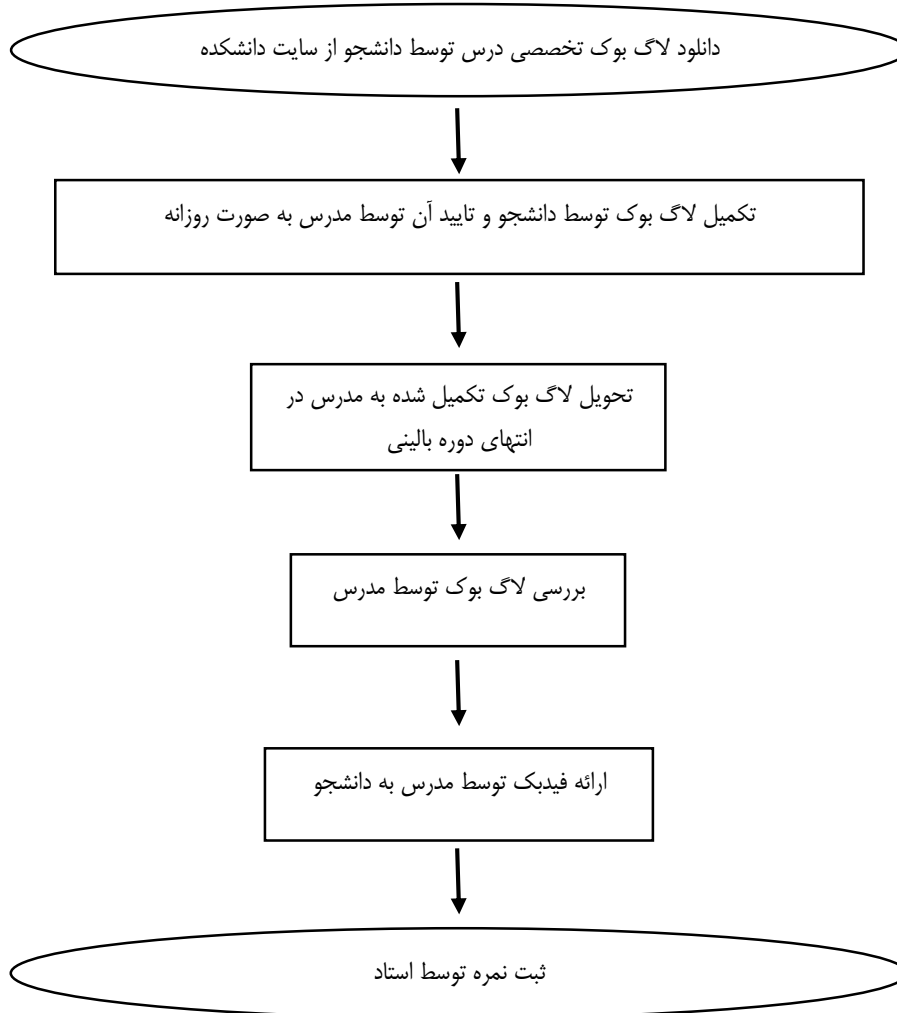 دانلود لاگ بوک تخصصی درس توسط دانشجو از سایت دانشکده
تکمیل لاگ بوک توسط دانشجو و تایید آن توسط مدرس به صورت روزانه
تحویل لاگ بوک تکمیل شده به مدرس در
انتهای دوره بالینی
بررسی لاگ بوک توسط مدرس
ارائه فیدبک توسط مدرس به دانشجو
ثبت نمره توسط استاد